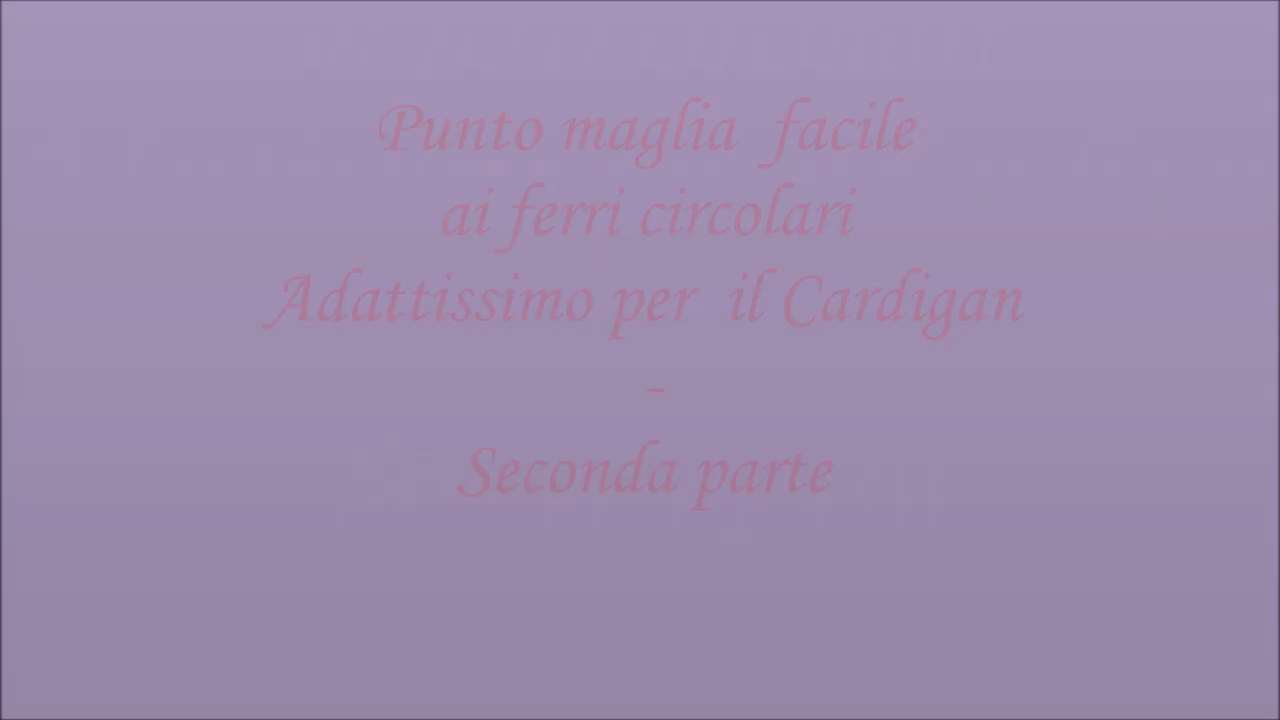 Punto maglia facile
ai ferri circolari
Adattissimo per il Cardigan
-
Seconda parte